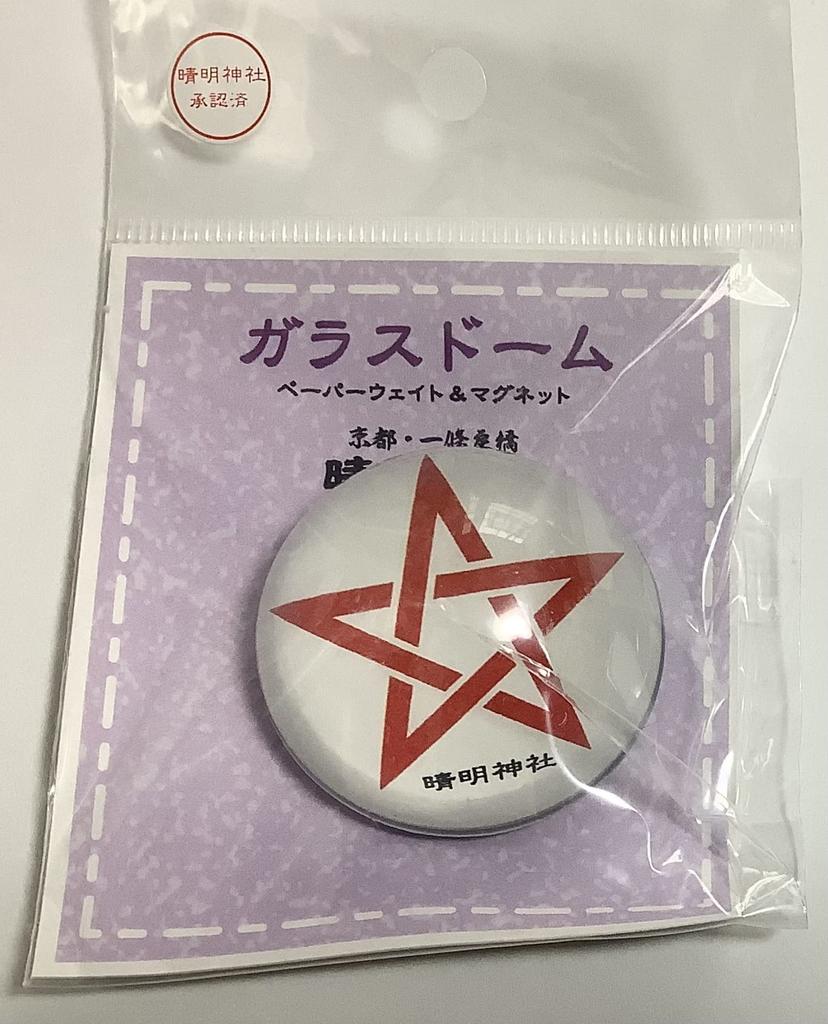 晴明神社
承認済
ガラスドーム
ペーパーウェイト&マグネット
京都・一條戻橋
晴
晴明神社